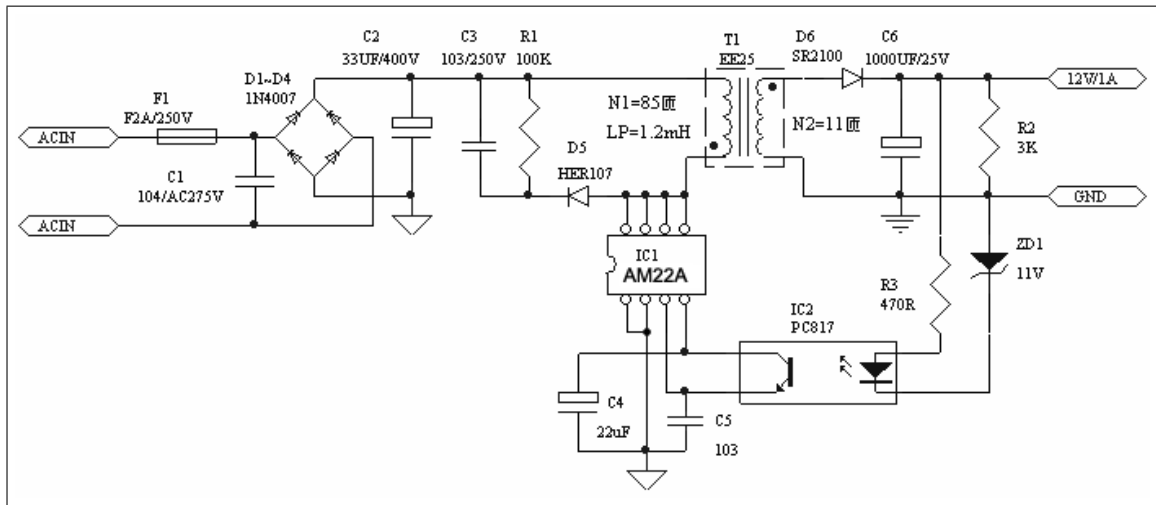 F1
F2A/250V
ACIN
ACIN
C1
104/AC275V
D1~D4
1N4007
C2
33UF/400V
C3
103/250V
R1
100K
D5
HER107
T1
EE25
N1=85匝
LP=1.2mH
N2=11匝
D6
SR2100
C6
1000UF/25V
12W/1A
R2
3K
GND
ZD1
11V
R3
470R
IC1
AM22A
IC2
PC817
C4
22uF
C5
103